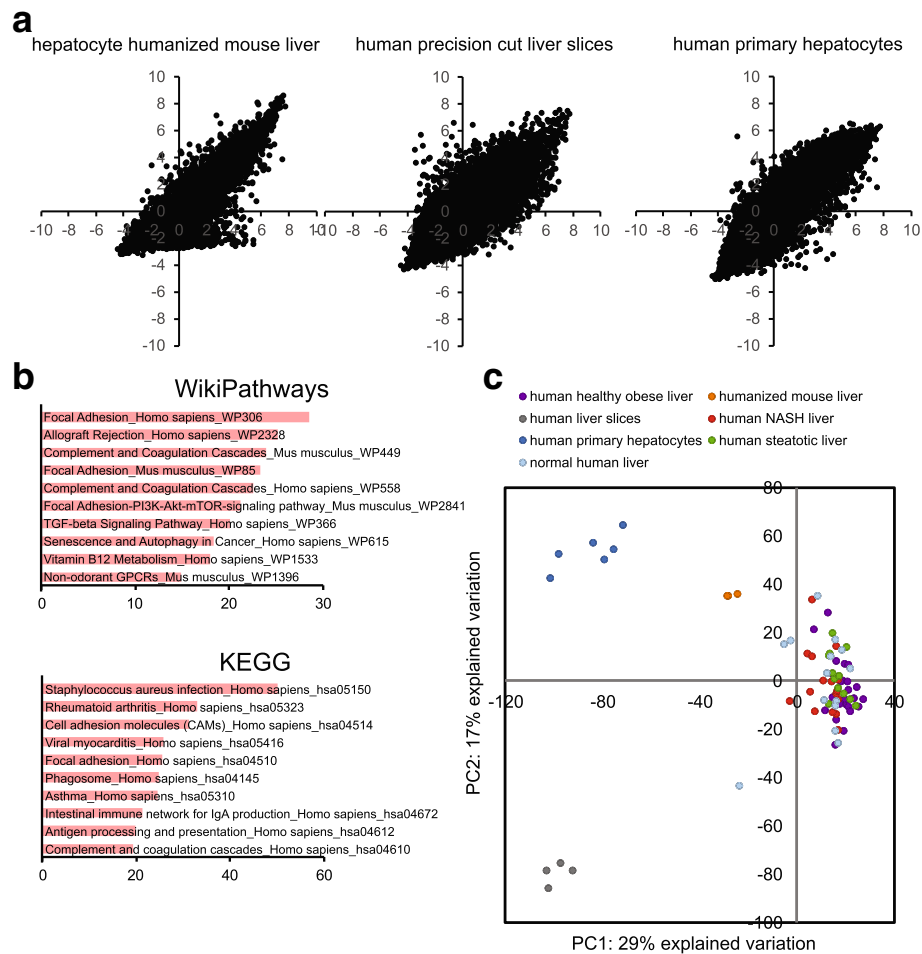 a
hepatocyte humanized mouse liver
human precision cut liver slices
human primary hepatocytes
10
8
6
4
2
0
-2
-4
-6
-8
-10
-10 -8 -6 -4 -2 0 2 4 6 8 10
10
8
6
4
2
0
-2
-4
-6
-8
-10
-10 -8 -6 -4 -2 0 2 4 6 8 10
10
8
6
4
2
0
-2
-4
-6
-8
-10
-10 -8 -6 -4 -2 0 2 4 6 8 10
b
WikiPathways
Focal Adhesion_Homo sapiens_WP306
Allograft Rejection_Homo sapiens_WP2328
Complement and Coagulation Cascades_Mus musculus_WP449
Focal Adhesion_Mus musculus_WP85
Complement and Coagulation Cascades_Homo sapiens_WP558
Focal Adhesion-PI3K-Akt-mTOR-signaling pathway_Mus musculus_WP2841
TGF-beta Signaling Pathway_Homo sapiens_WP366
Senescence and Autophagy in Cancer_Homo sapiens_WP615
Vitamin B12 Metabolism_Homo sapiens_WP1533
Non-odorant GPCRs_Mus musculus_WP1396
0 10 20 30
KEGG
Staphylococcus aureus infection_Homo sapiens_hsa05150
Rheumatoid arthritis_Homo sapiens_hsa05323
Cell adhesion molecules (CAMs)_Homo sapiens_hsa04514
Viral myocarditis_Homo sapiens_hsa05416
Focal adhesion_Homo sapiens_hsa04510
Phagosome_Homo sapiens_hsa04145
Asthma_Homo sapiens_hsa05310
Intestinal immune network for IgA production_Homo sapiens_hsa04672
Antigen processing and presentation_Homo sapiens_hsa04612
Complement and coagulation cascades_Homo sapiens_hsa04610
0 20 40 60
c
human healthy obese liver
humanized mouse liver
human liver slices
human NASH liver
human primary hepatocytes
human steatotic liver
normal human liver
80
60
40
20
0
-20
-40
-60
-80
-100
-120 -80 -40 0 40
PC2: 17% explained variation
PC1: 29% explained variation